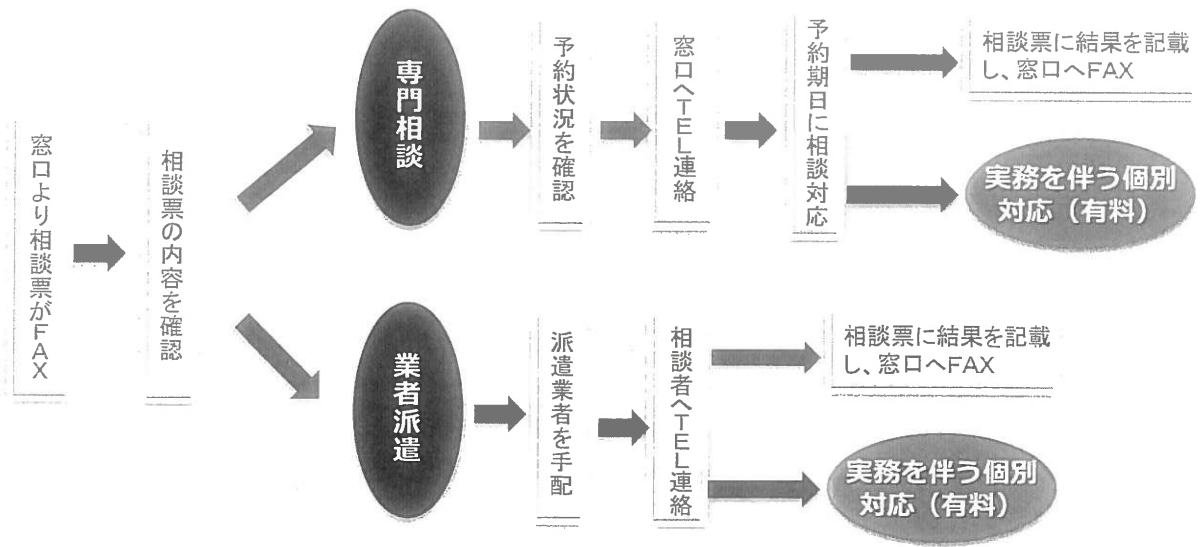 窓口より相談票がFAX
相談票の内容を確認
専門相談
予約状況を確認
窓口へTEL連絡
予約期日に相談対応
相談票に結果を記載
し、窓口へFAX
実務を伴う個別
対応（有料）
業者派遣
派遣業者を手配
相談者へTEL連絡
相談票に結果を記載
し、窓口へFAX
実務を伴う個別
対応（有料）